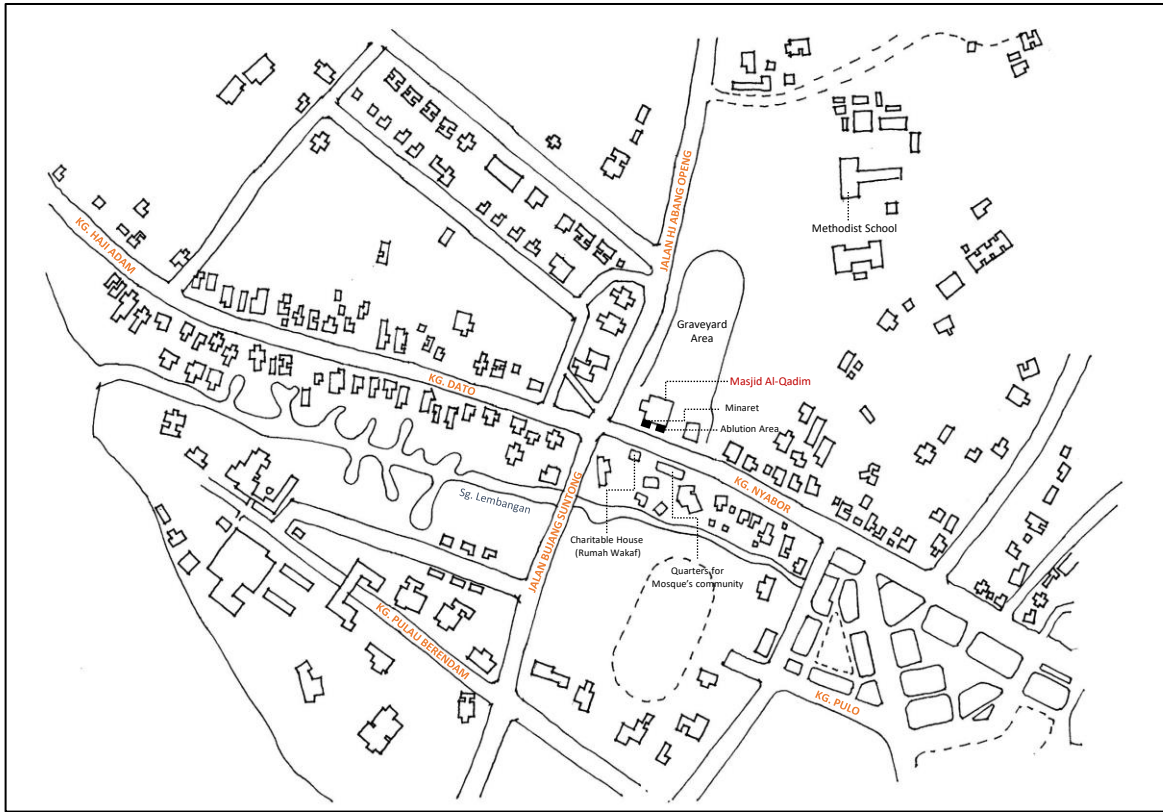 JALAN HJ ABANG OPENG
KG. HAJI ADAM
Methodist School
Graveyard
Area
KG. DATO
Masjid Al-Qadim
Minaret
Ablution Area
KG. NYABOR
Sg. Lembangan
JALAN BUJANG SUNTONG
Charitable House
(Rumah Wakaf)
Quarters for
Mosque's community
KG. PULAU BERENDAM
KG. PULO